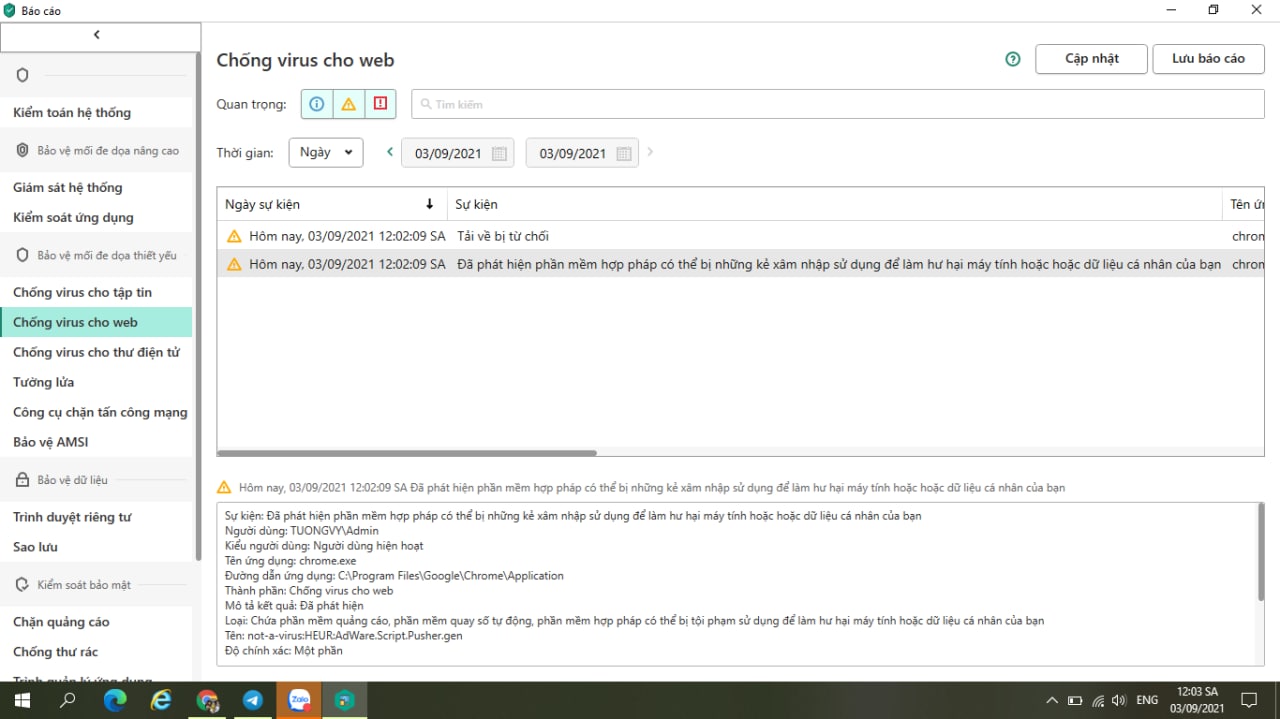 Báo cáo
Chống virus cho web
Cập nhật
Lưu báo cáo
Quan trọng:
Tìm kiếm
Thời gian:
Ngày
03/09/2021
03/09/2021
Kiểm toán hệ thống
Bảo vệ mối đe dọa nâng cao
Giám sát hệ thống
Kiểm soát ứng dụng
Bảo vệ mối đe dọa thiết yếu
Chống virus cho tập tin
Chống virus cho web
Chống virus cho thư điện tử
Tường lửa
Công cụ chặn tấn công mạng
Bảo vệ AMSI
Bảo vệ dữ liệu
Trình duyệt riêng tư
Sao lưu
Kiểm soát bảo mật
Chặn quảng cáo
Chống thư rác
Trình quản lý ứng dụng
Ngày sự kiện Sự kiện Tên
Hôm nay, 03/09/2021 12:02:09 SA Tải về bị từ chối chrom
Hôm nay, 03/09/2021 12:02:09 SA Đã phát hiện phần mềm hợp pháp có thể bị những kẻ xâm nhập sử dụng để làm hư hại máy tính hoặc hoặc dữ liệu cá nhân của bạn chrom
Hôm nay, 03/09/2021 12:02:09 SA Đã phát hiện phần mềm hợp pháp có thể bị những kẻ xâm nhập sử dụng để làm hư hại máy tính hoặc hoặc dữ liệu cá nhân của bạn
Sự kiện: Đã phát hiện phần mềm hợp pháp có thể bị những kẻ xâm nhập sử dụng để làm hư hại máy tính hoặc hoặc dữ liệu cá nhân của bạn
Người dùng: TUONGVY\Admin
Kiểu người dùng: Người dùng hiện hoạt
Tên ứng dụng: chrome.exe
Đường dẫn ứng dụng: C:\Program Files\Google\Chrome\Application
Thành phần: Chống virus cho web
Mô tả kết quả: Đã phát hiện
Loại: Chứa phần mềm quảng cáo, phần mềm quay số tự động, phần mềm hợp pháp có thể bị tội phạm sử dụng để làm hư hại máy tính hoặc dữ liệu cá nhân của bạn
Tên: not-a-virus:HEUR:AdWare.Script.Pusher.gen
Độ chính xác: Một phần
Zalo
ENG
12:03 SA
03/09/2021